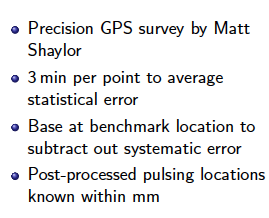 Precision GPS survey by Matt
Shaylor
3 min per point to average
statistical error
Base at benchmark location to
subtract out systematic error
Post-processed pulsing locations
known within mm